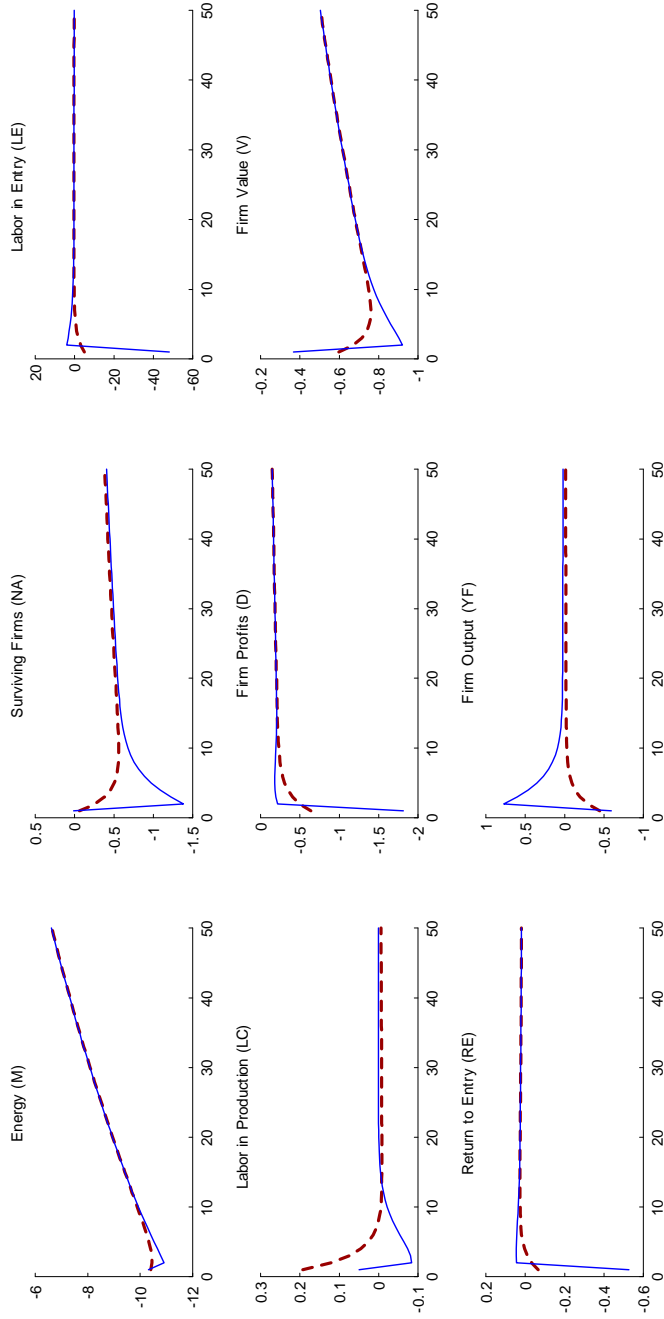 Energy (M)
-6
-8
-10
-12
0 10 20 30 40 50
Surviving Firms (NA)
0.5
0
-0.5
-1
-1.5
0 10 20 30 40 50
Labor in Entry (LE)
20
0
-20
-40
-60
0 10 20 30 40 50
Labor in Production (LC)
0.3
0.2
0.1
0
-0.1
0 10 20 30 40 50
Firm Profits (D)
0
-0.5
-1
-1.5
-2
0 10 20 30 40 50
Firm Value (V)
-0.2
-0.4
-0.6
-0.8
-1
0 10 20 30 40 50
Return to Entry (RE)
0.2
0
-0.2
-0.4
-0.6
0 10 20 30 40 50
Firm Output (YF)
1
0.5
0
-0.5
-1
0 10 20 30 40 50